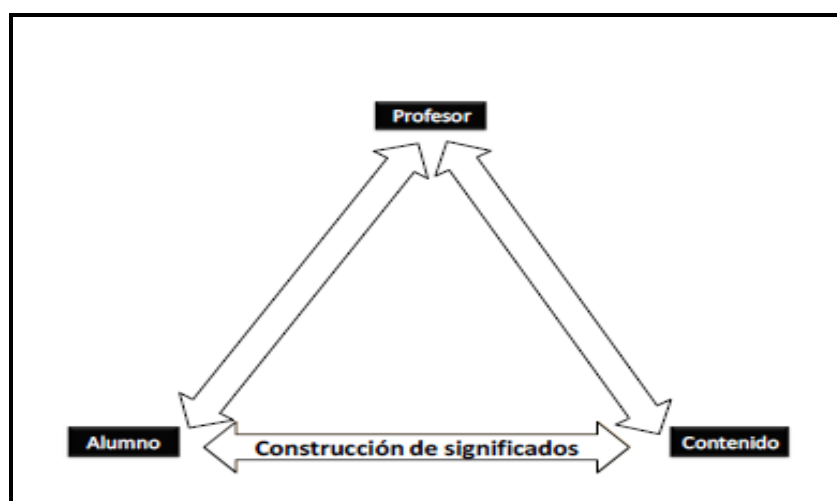 Profesor
Alumno
Construcción de significados
Contenido